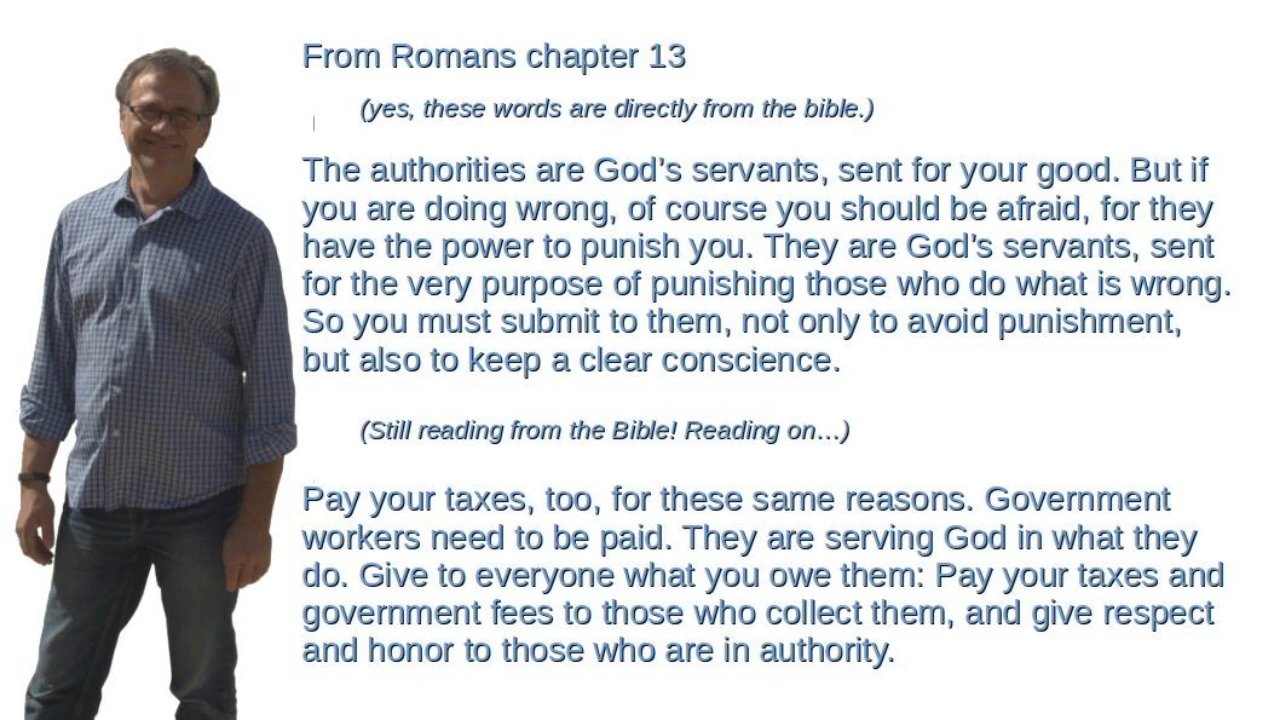 From Romans chapter 13
(yes, these words are directly from the bible.)
The authorities are God's servants, sent for your good. But if
you are doing wrong, of course you should be afraid, for they
have the power to punish you. They are God's servants, sent
for the very purpose of punishing those who do what is wrong.
So you must submit to them, not only to avoid punishment,
but also to keep a clear conscience.
(Still reading from the Bible! Reading on…)
Pay your taxes, too, for these same reasons. Government
workers need to be paid. They are serving God in what they
do. Give to everyone what you owe them: Pay your taxes and
government fees to those who collect them, and give respect
and honor to those who are in authority.